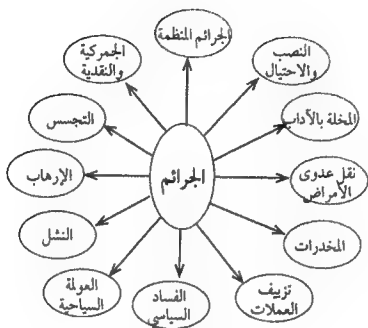 الجرائم المنظمة
النصب
والاحتيال
الجمركية
والنقدية
المخلة بالآداب
التجسس
نقل عدوى
الأمراض
الجرائم
الإرهاب
المخدرات
النشل
تزييف
العملات
الفساد
السياسي
العولمة
السياحية